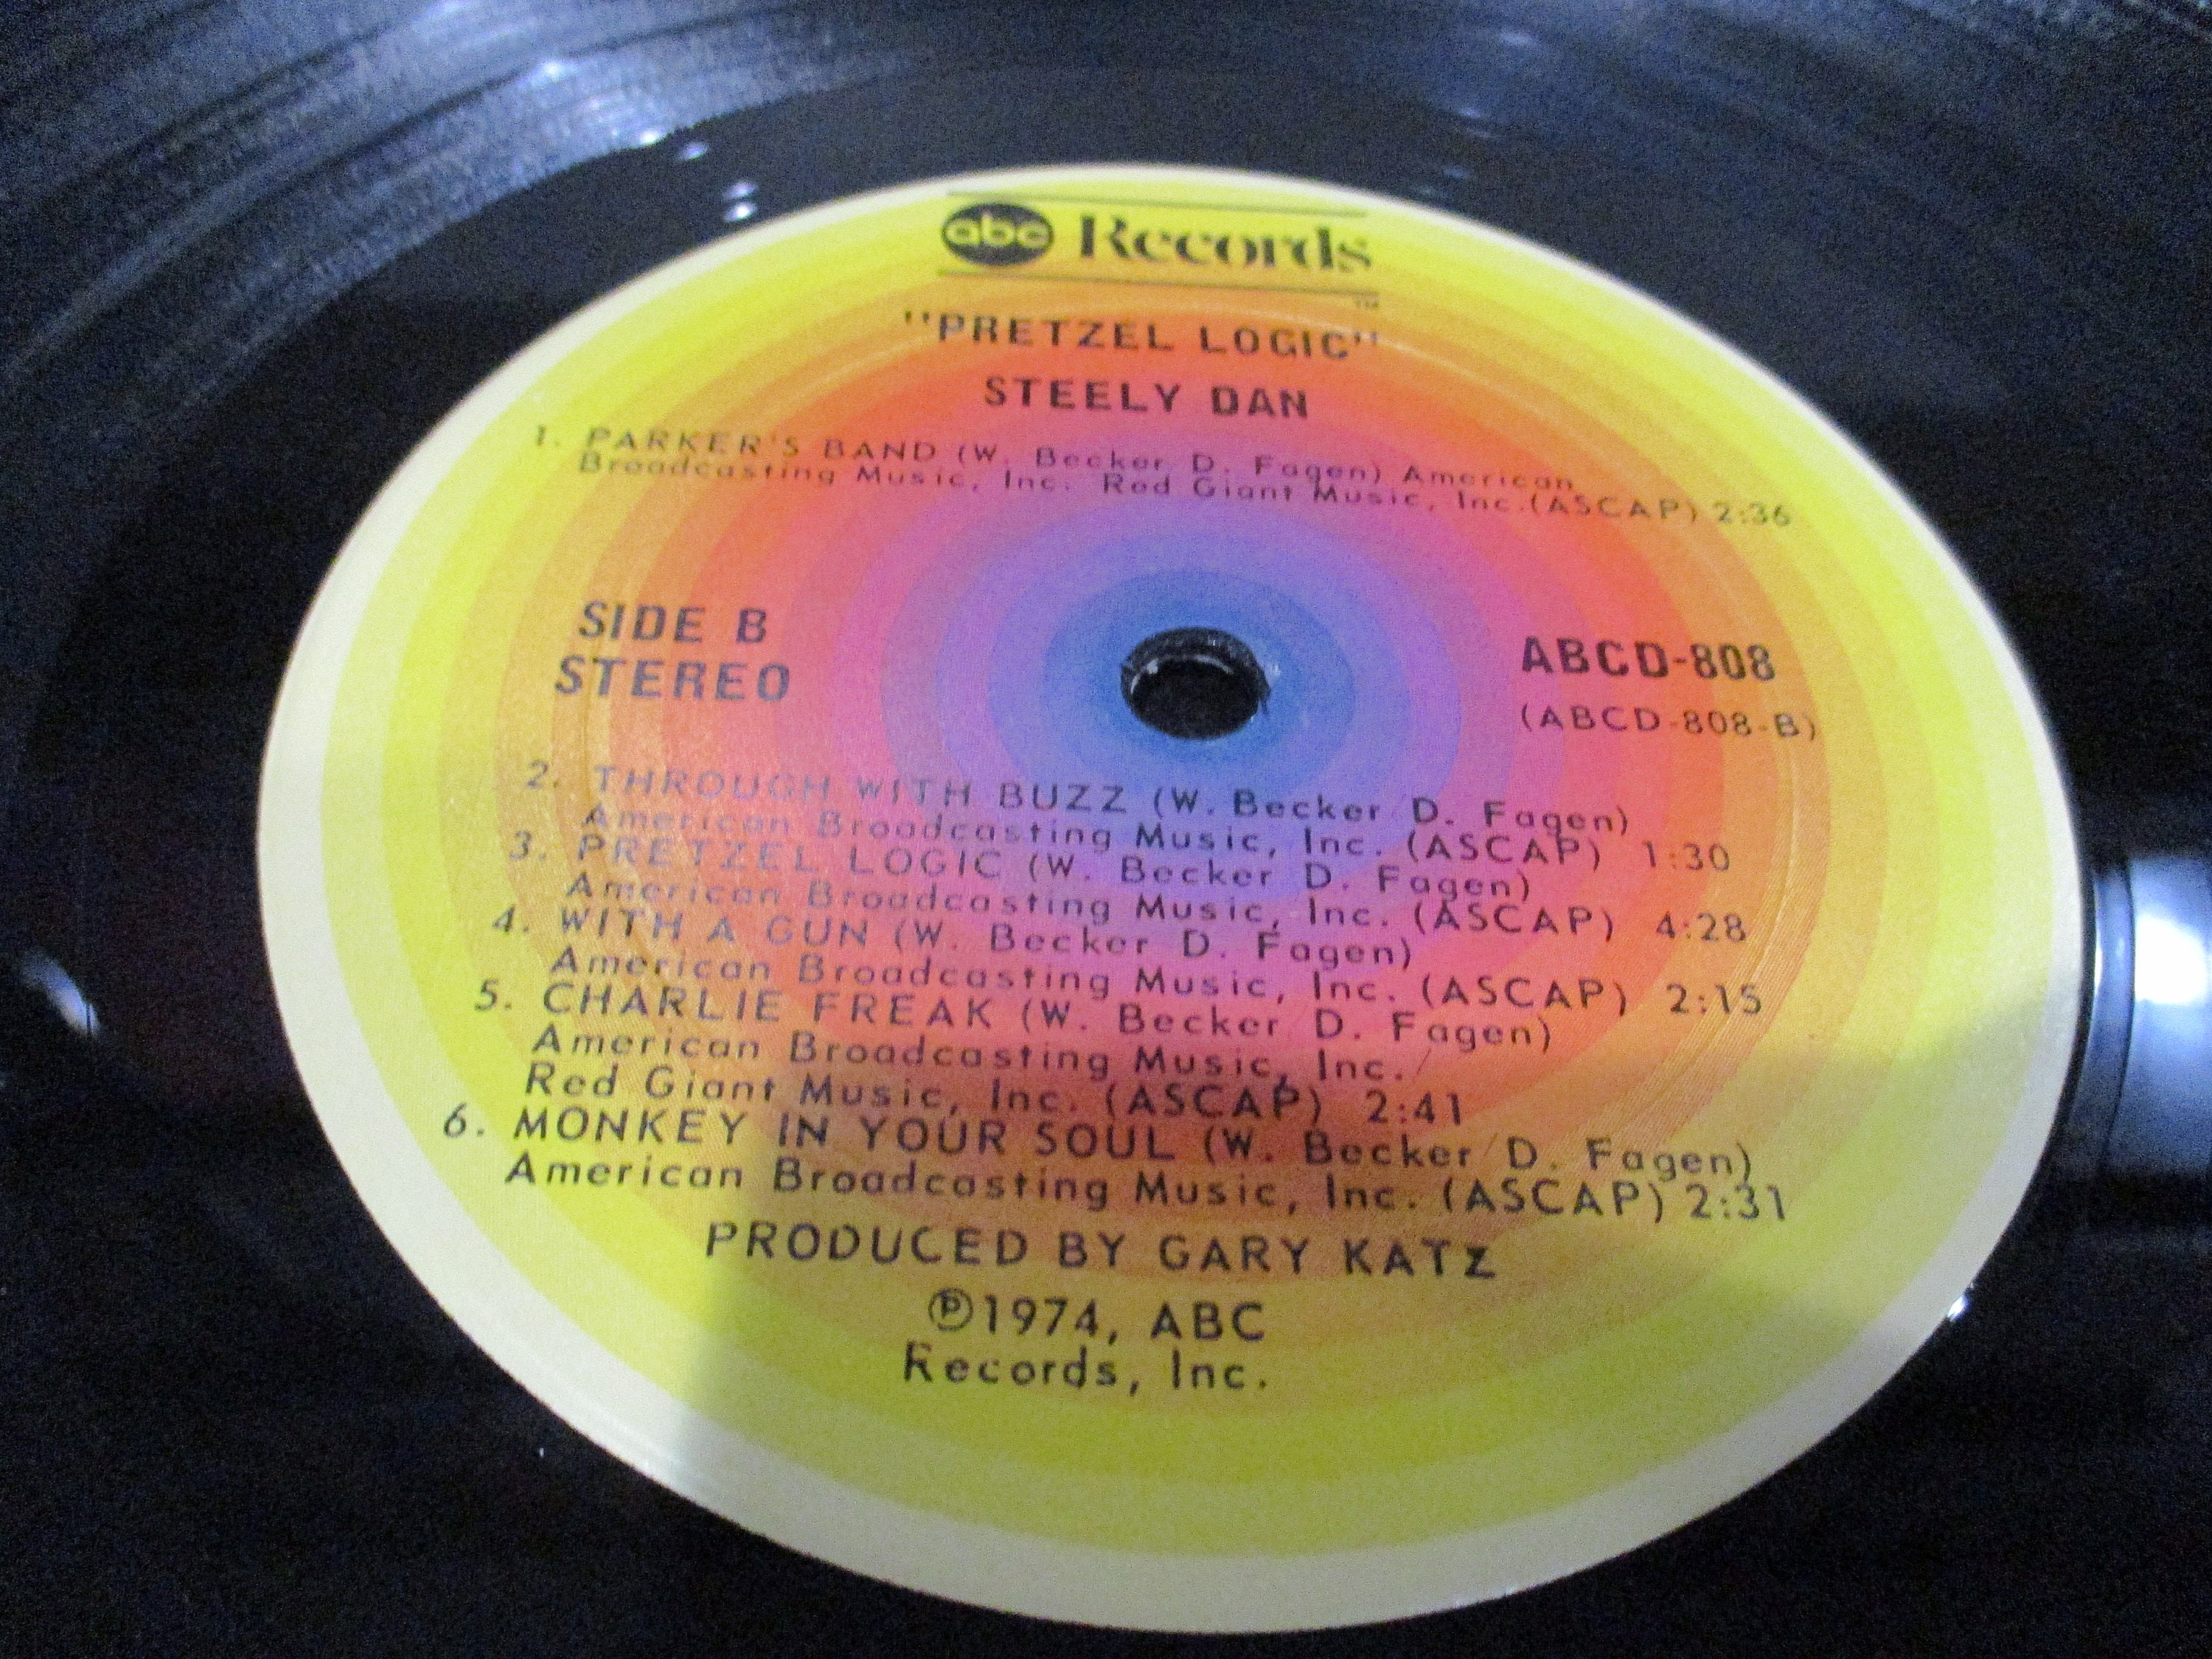 abc Records
TM
"PRETZEL LOGIC"
STEELY DAN
1. PARKER'S BAND (W. Becker D. Fagen) American
Broadcasting Music, Inc. Red Giant Music, Inc.(ASCAP) 2:36
SIDE B
STEREO
ABCD-808
(ABCD-808-B)
2. THROUGH WITH BUZZ (W. Becker/D. Fagen)
American Broadcasting Music, Inc. (ASCAP) 1:30
3. PRETZEL LOGIC (W. Becker D. Fagen)
American Broadcasting Music, Inc. (ASCAP) 4:28
4. WITH A GUN (W. Becker D. Fagen)
American Broadcasting Music, Inc. (ASCAP) 2:15
5. CHARLIE FREAK (W. Becker/D. Fagen)
American Broadcasting Music, Inc./
Red Giant Music, Inc. (ASCAP) 2:41
6. MONKEY IN YOUR SOUL (W. Becker/D. Fagen)
American Broadcasting Music, Inc. (ASCAP) 2:31
PRODUCED BY GARY KATZ
Ⓟ1974, ABC
Records, Inc.